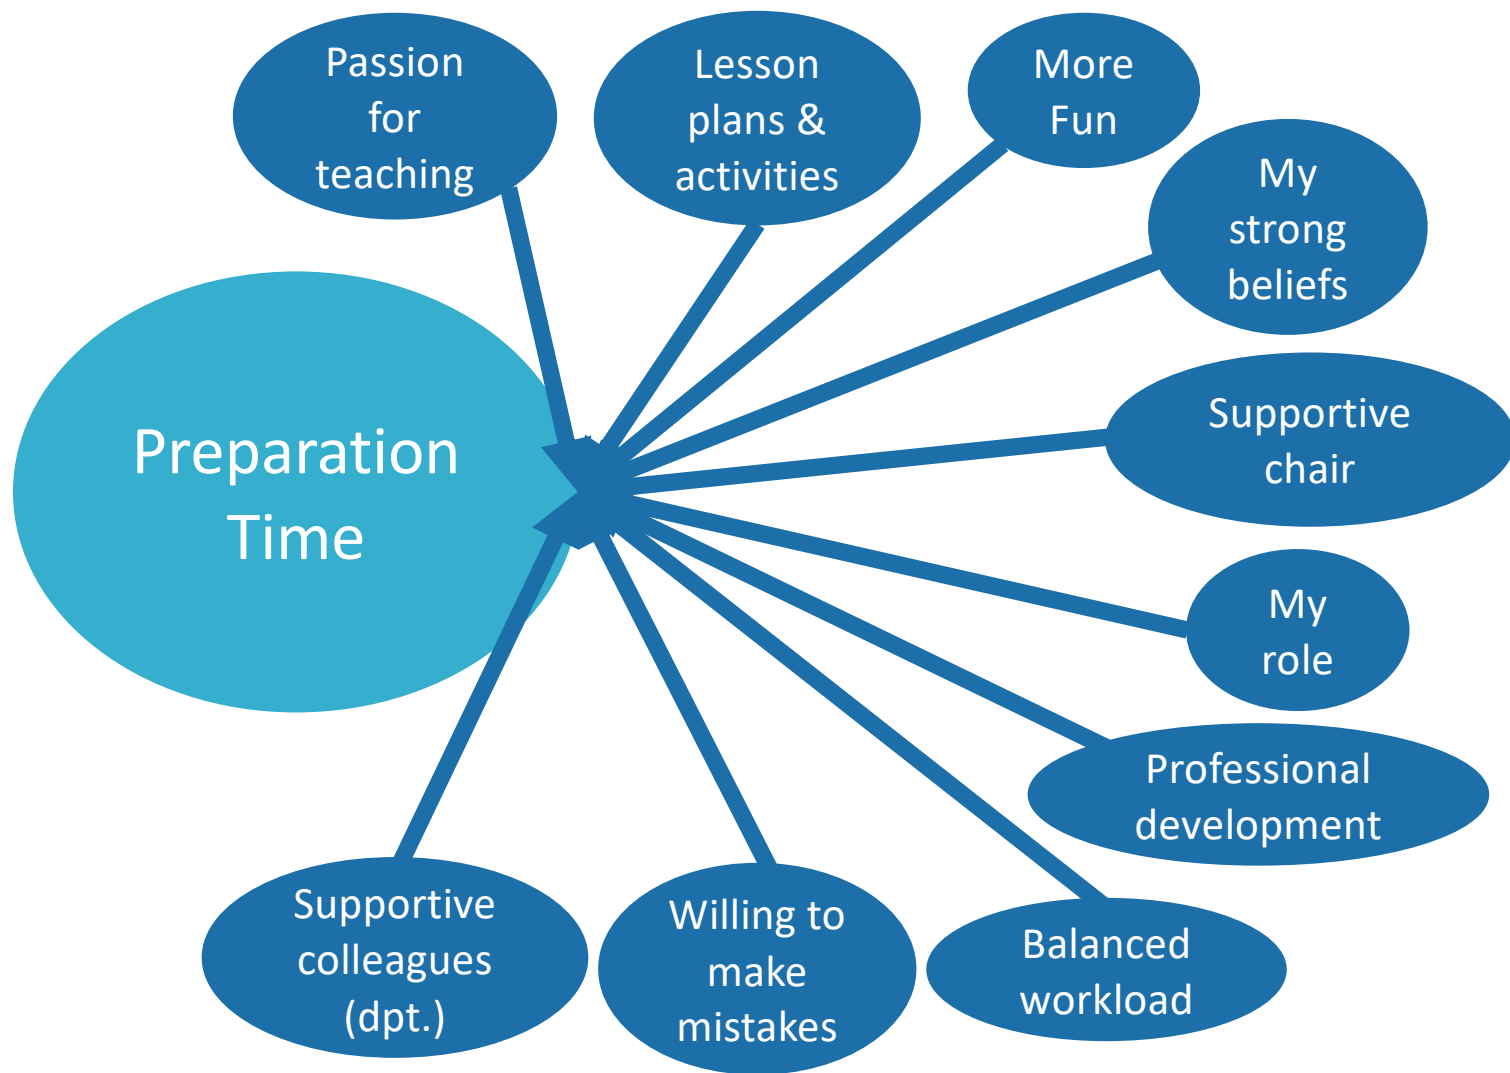 Passion
for
teaching
Lesson
plans &
activities
More
Fun
My
strong
beliefs
Preparation
Time
Supportive
chair
My
role
Professional
development
Supportive
colleagues
(dpt.)
Willing to
make
mistakes
Balanced
workload